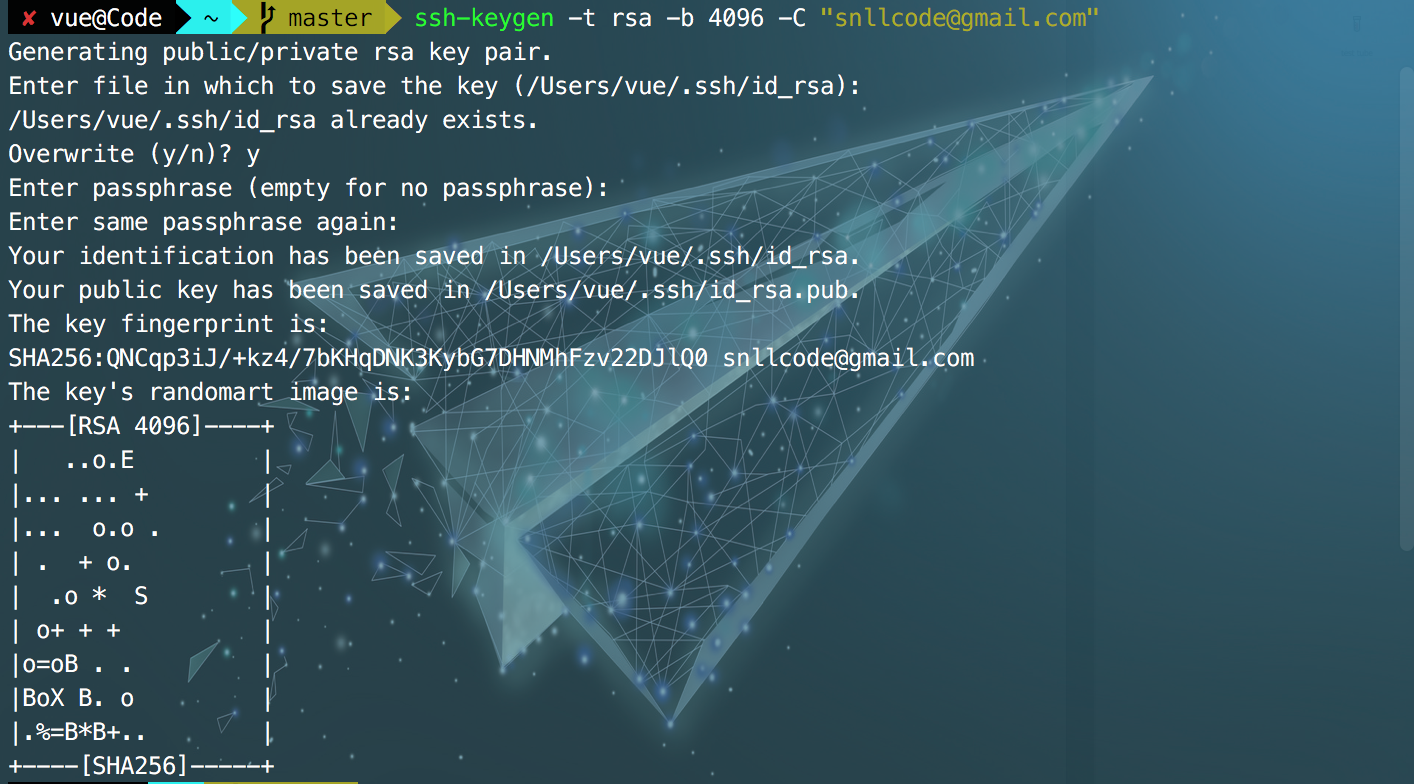 ✘ vue@Code ~ master ssh-keygen -t rsa -b 4096 -C "snllcode@gmail.com"
Generating public/private rsa key pair.
Enter file in which to save the key (/Users/vue/.ssh/id_rsa):
/Users/vue/.ssh/id_rsa already exists.
Overwrite (y/n)? y
Enter passphrase (empty for no passphrase):
Enter same passphrase again:
Your identification has been saved in /Users/vue/.ssh/id_rsa.
Your public key has been saved in /Users/vue/.ssh/id_rsa.pub.
The key fingerprint is:
SHA256:QNCqp3iJ/+kz4/7bKHqDNK3KybG7DHNMhFzv22DJlQ0 snllcode@gmail.com
The key's randomart image is:
+---[RSA 4096]----+
|   ..o.E         |
|... ... +        |
|...  o.o .       |
| .  + o.         |
|  .o *  S        |
| o+ + +          |
|o=oB . .         |
|BoX B. o         |
|.%=B*B+..        |
+----[SHA256]-----+